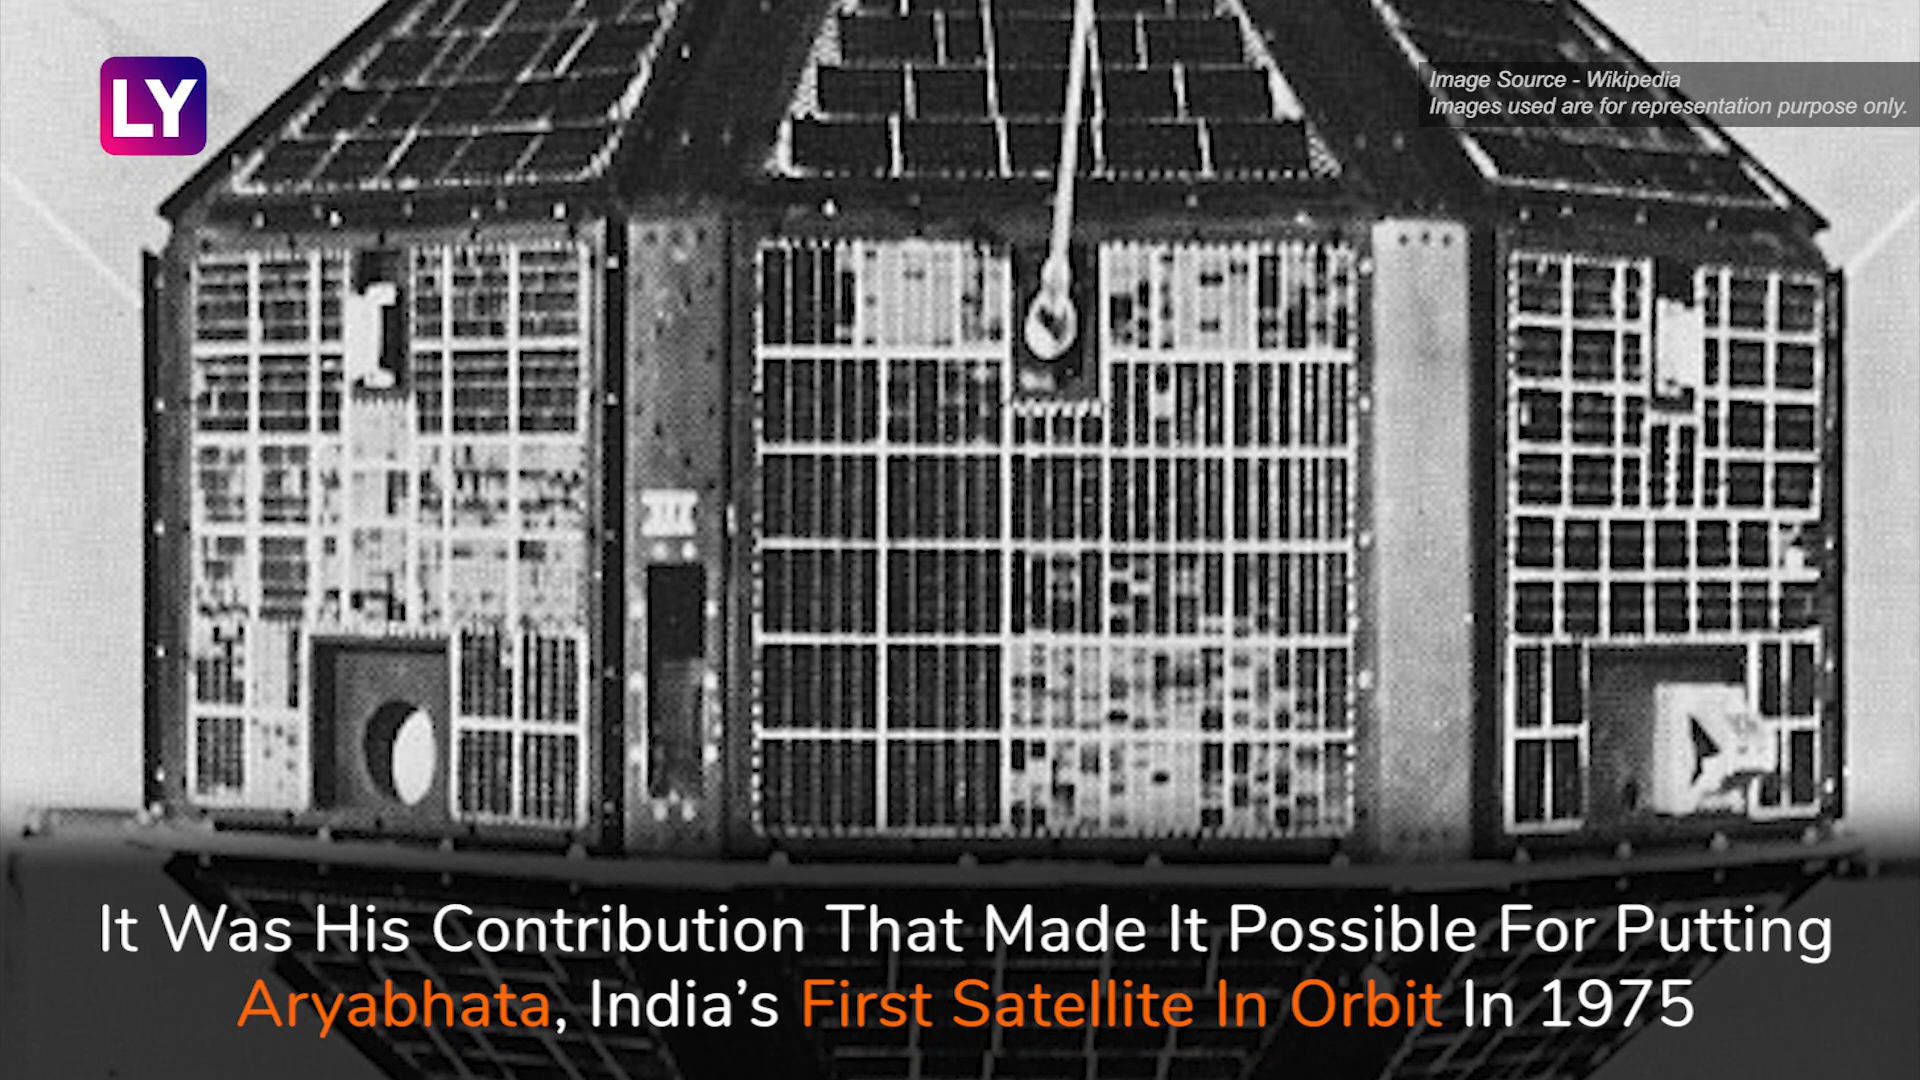 LY
Image Source - Wikipedia
Images used are for representation purpose only.
It Was His Contribution That Made It Possible For Putting
Aryabhata, India’s First Satellite In Orbit In 1975